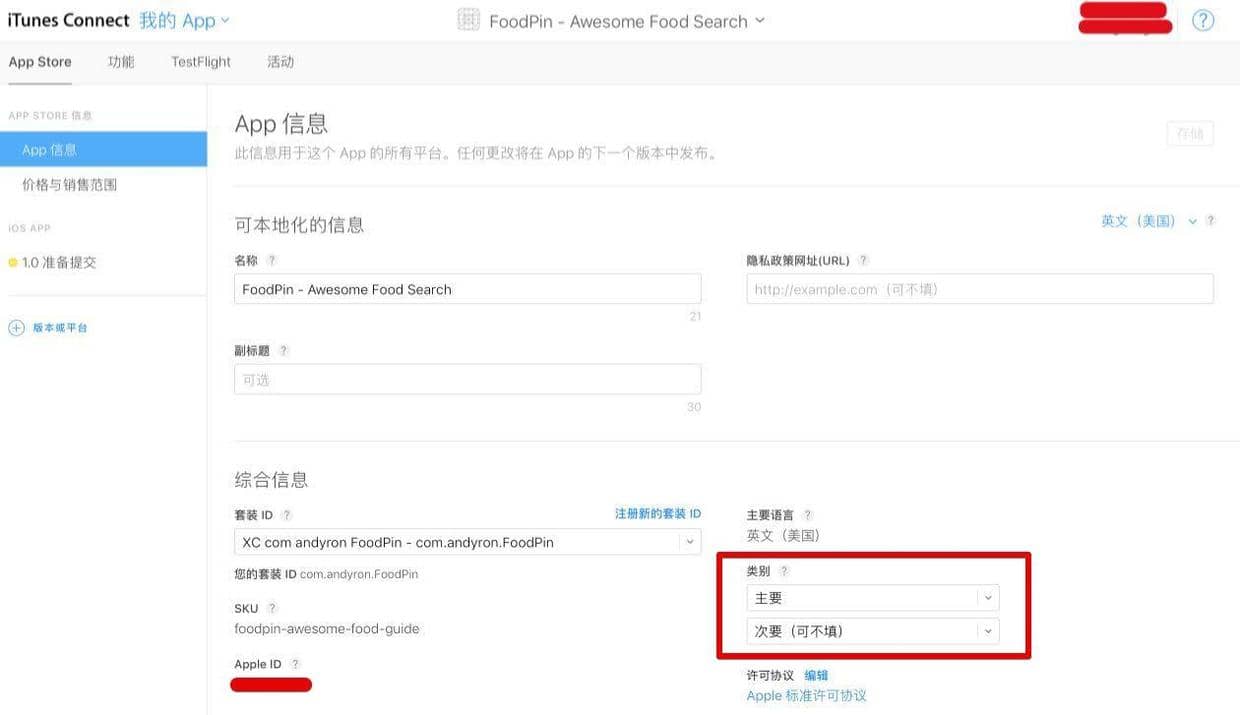 iTunes Connect 我的 App
FoodPin - Awesome Food Search
?
App Store 功能 TestFlight 活动
APP STORE 信息
App 信息
价格与销售范围
iOS APP
1.0 准备提交
版本或平台
App 信息
存储
此信息用于这个 App 的所有平台。任何更改将在 App 的下一个版本中发布。
可本地化的信息
英文（美国） ?
名称 ?
FoodPin - Awesome Food Search
21
隐私政策网址(URL) ?
http://example.com（可不填）
副标题 ?
可选
30
综合信息
套装 ID ?
注册新的套装 ID
XC com andyron FoodPin - com.andyron.FoodPin
您的套装 ID com.andyron.FoodPin
SKU ?
foodpin-awesome-food-guide
Apple ID ?
主要语言 ?
英文（美国）
类别 ?
主要
次要（可不填）
许可协议 编辑
Apple 标准许可协议